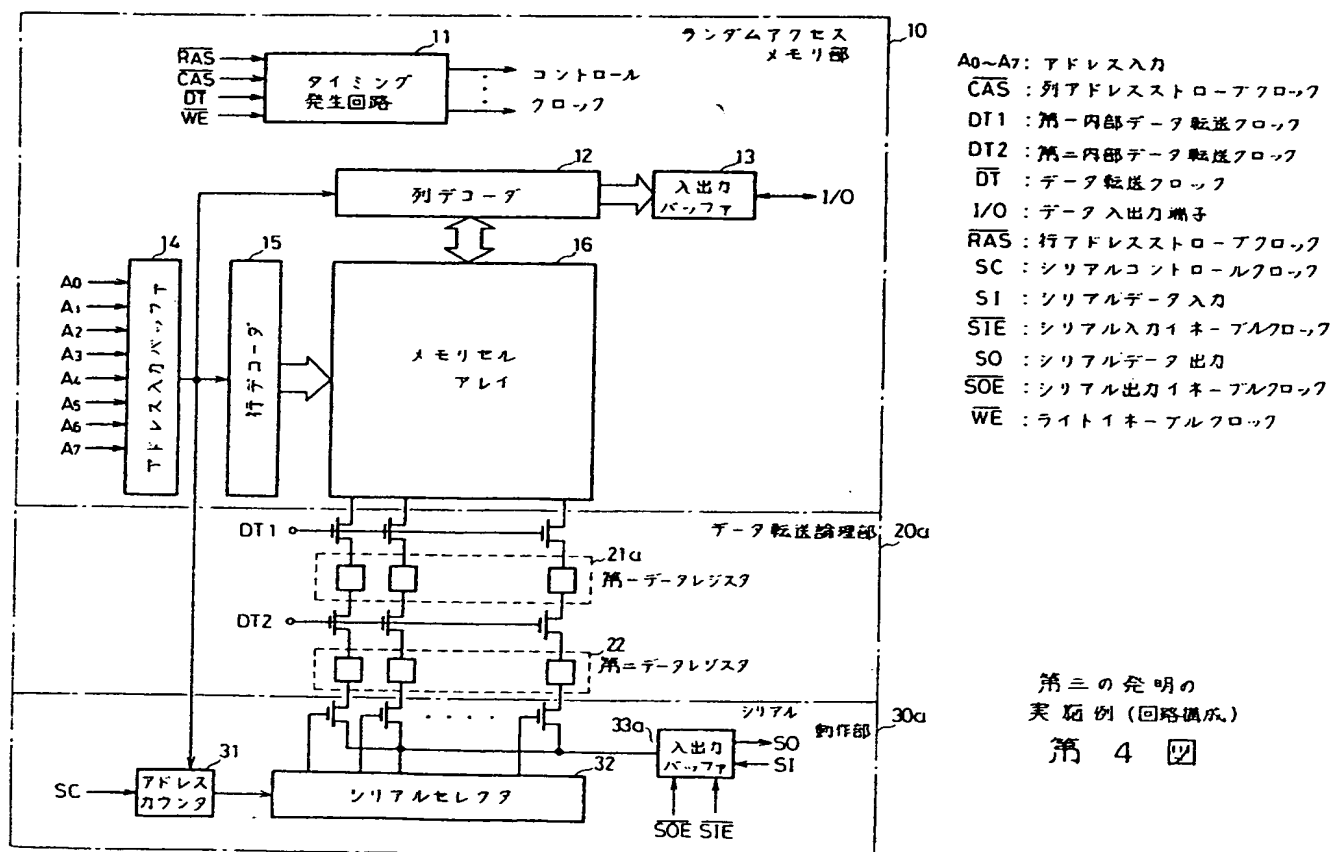 ランダムアクセス
メモリ部
10
11
R̅A̅S̅
C̅A̅S̅
D̅T̅
W̅E̅
タイミング
発生回路
コントロール
クロック
12
列デコーダ
13
入出力
バッファ
I/O
14
アドレス入力バッファ
15
行デコーダ
16
メモリセル
アレイ
A0
A1
A2
A3
A4
A5
A6
A7
データ転送論理部
20a
DT1
21a
第一データレジスタ
DT2
22
第二データレジスタ
シリアル
動作部
30a
31
アドレス
カウンタ
SC
32
シリアルセレクタ
33a
入出力
バッファ
SO
SI
S̅O̅E̅ S̅I̅E̅
A0~A7: アドレス入力
C̅A̅S̅ : 列アドレスストローブクロック
DT1 : 第一内部データ転送クロック
DT2 : 第二内部データ転送クロック
D̅T̅ : データ転送クロック
I/O : データ入出力端子
R̅A̅S̅ : 行アドレスストローブクロック
SC : シリアルコントロールクロック
SI : シリアルデータ入力
S̅I̅E̅ : シリアル入力イネーブルクロック
SO : シリアルデータ出力
S̅O̅E̅ : シリアル出力イネーブルクロック
W̅E̅ : ライトイネーブルクロック
第三の発明の
実施例(回路構成)
第 4 図